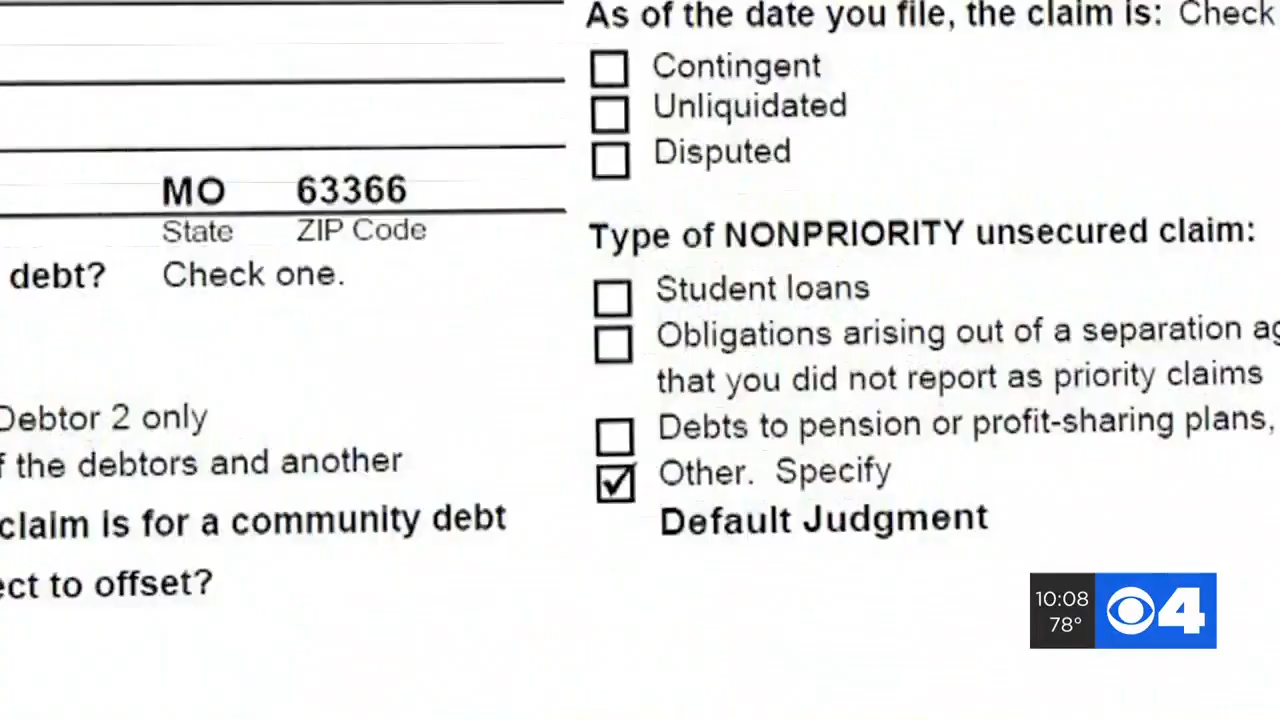 As of the date you file, the claim is: Check
Contingent
Unliquidated
Disputed
MO 63366
State ZIP Code
debt? Check one.
Type of NONPRIORITY unsecured claim:
Student loans
Obligations arising out of a separation
that you did not report as priority claims
Debts to pension or profit-sharing plans,
Other. Specify
Default Judgment
Debtor 2 only
the debtors and another
claim is for a community debt
to offset?
10:08
78°
4